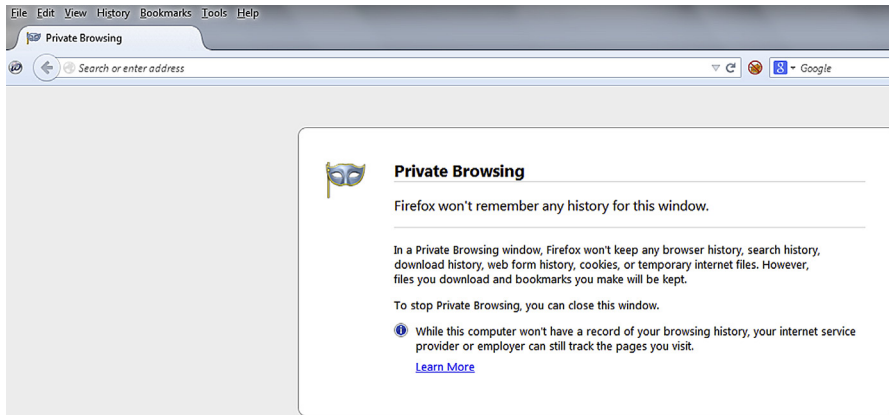 File Edit View History Bookmarks Tools Help
Private Browsing
Search or enter address
Google
Private Browsing
Firefox won't remember any history for this window.
In a Private Browsing window, Firefox won't keep any browser history, search history,
download history, web form history, cookies, or temporary internet files. However,
files you download and bookmarks you make will be kept.
To stop Private Browsing, you can close this window.
While this computer won't have a record of your browsing history, your internet service
provider or employer can still track the pages you visit.
Learn More